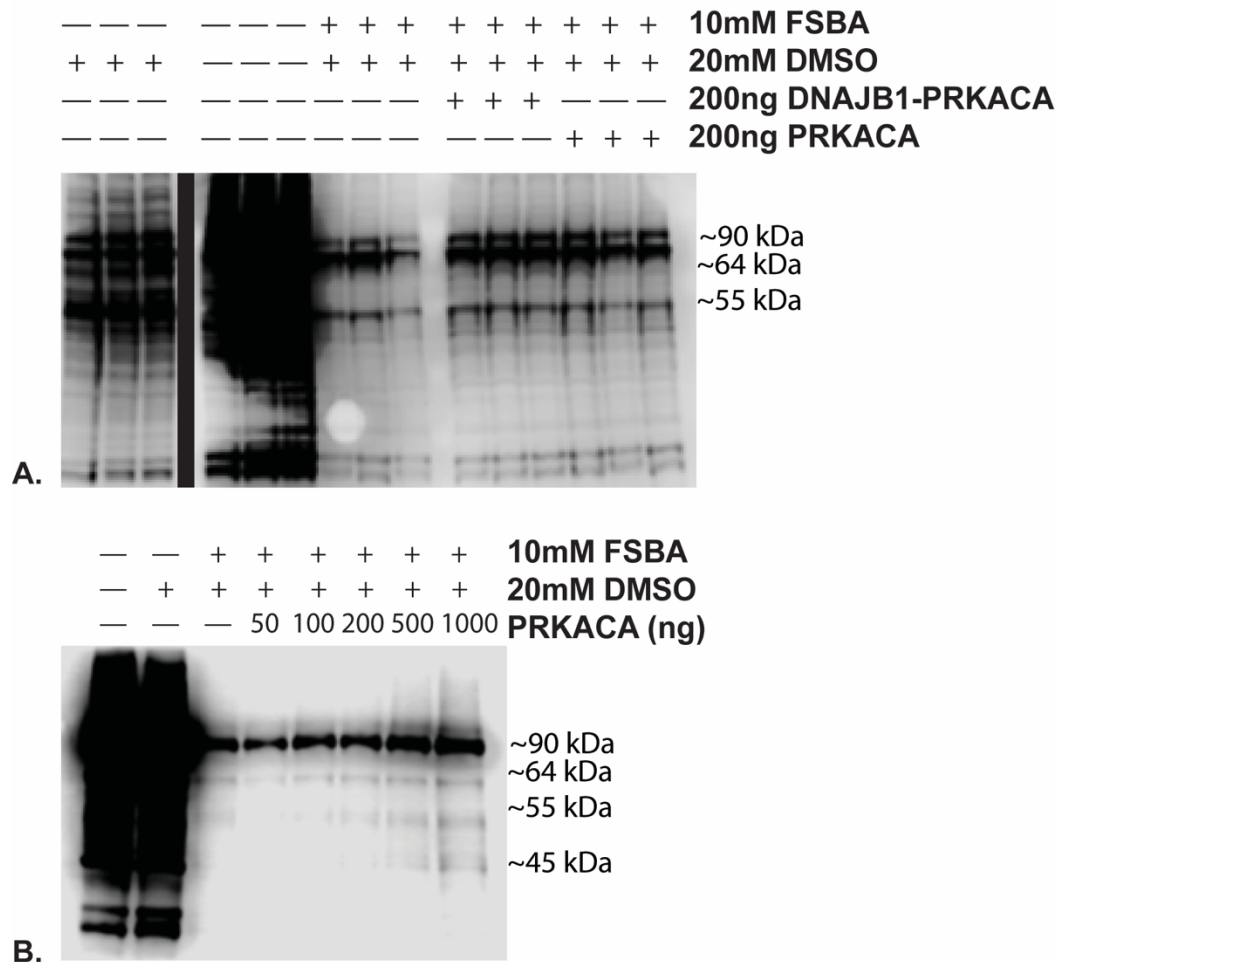 — — — — — — + + + + + + + + + 10mM FSBA
+ + + — — — + + + + + + + + + 20mM DMSO
— — — — — — — — — + + + — — — 200ng DNAJB1-PRKACA
— — — — — — — — — — — — + + + 200ng PRKACA
~90 kDa
~64 kDa
~55 kDa
A.
— — + + + + + + 10mM FSBA
— + + + + + + + 20mM DMSO
— — — 50 100 200 500 1000 PRKACA (ng)
~90 kDa
~64 kDa
~55 kDa
~45 kDa
B.